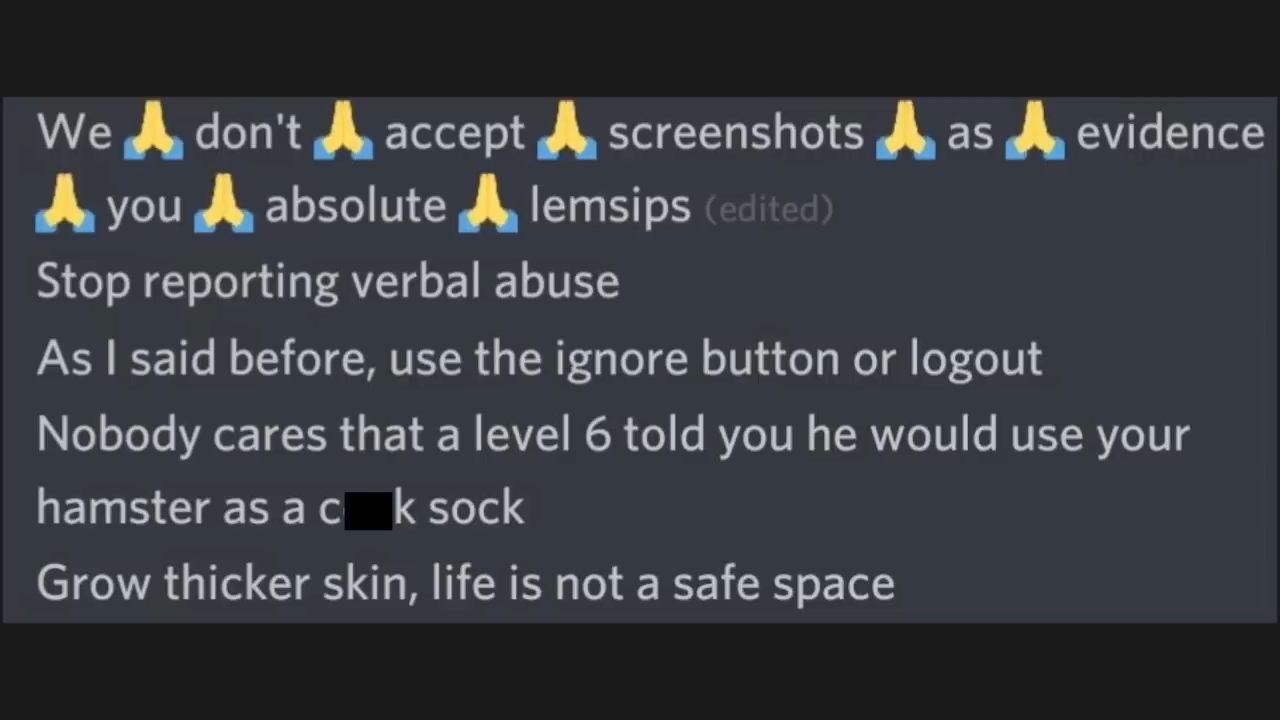 We 🙏 don't 🙏 accept 🙏 screenshots 🙏 as 🙏 evidence
🙏 you 🙏 absolute 🙏 lemsips (edited)
Stop reporting verbal abuse
As I said before, use the ignore button or logout
Nobody cares that a level 6 told you he would use your
hamster as a c k sock
Grow thicker skin, life is not a safe space